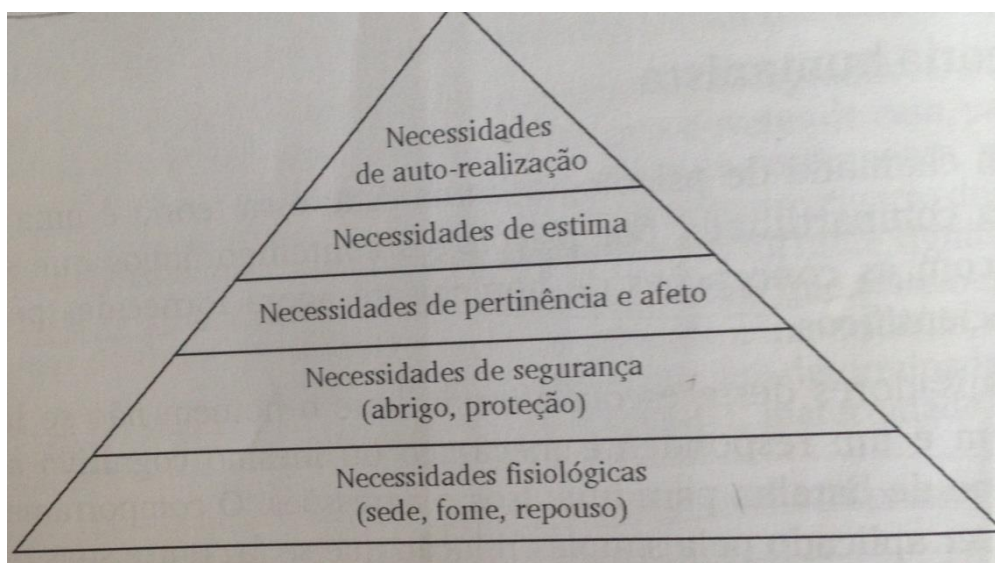 Necessidades
de auto-realização
Necessidades de estima
Necessidades de pertinência e afeto
Necessidades de segurança
(abrigo, proteção)
Necessidades fisiológicas
(sede, fome, repouso)